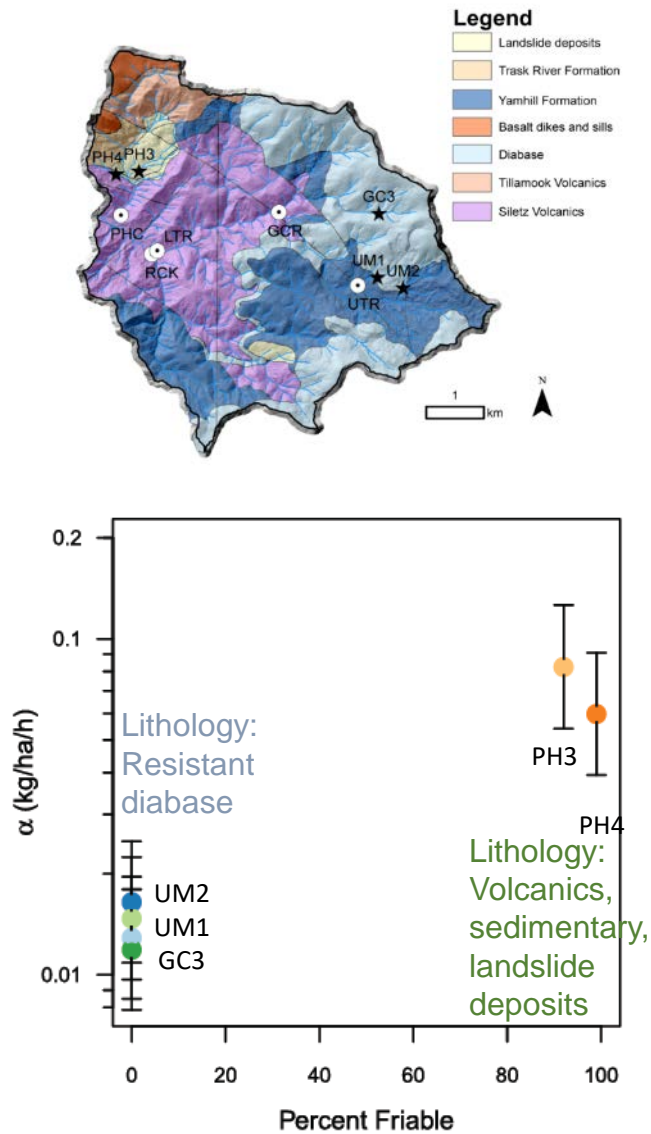 Legend
Landslide deposits
Trask River Formation
Yamhill Formation
Basalt dikes and sills
Diabase
Tillamook Volcanics
Siletz Volcanics
PH4 PH3
GC3
PHC
LTR
GCR
RCK
UM1
UM2
UTR
1
km
N
0.2
0.1
0.01
α (kg/ha/h)
Lithology:
Resistant
diabase
UM2
UM1
GC3
PH3
PH4
Lithology:
Volcanics,
sedimentary,
landslide
deposits
0 20 40 60 80 100
Percent Friable